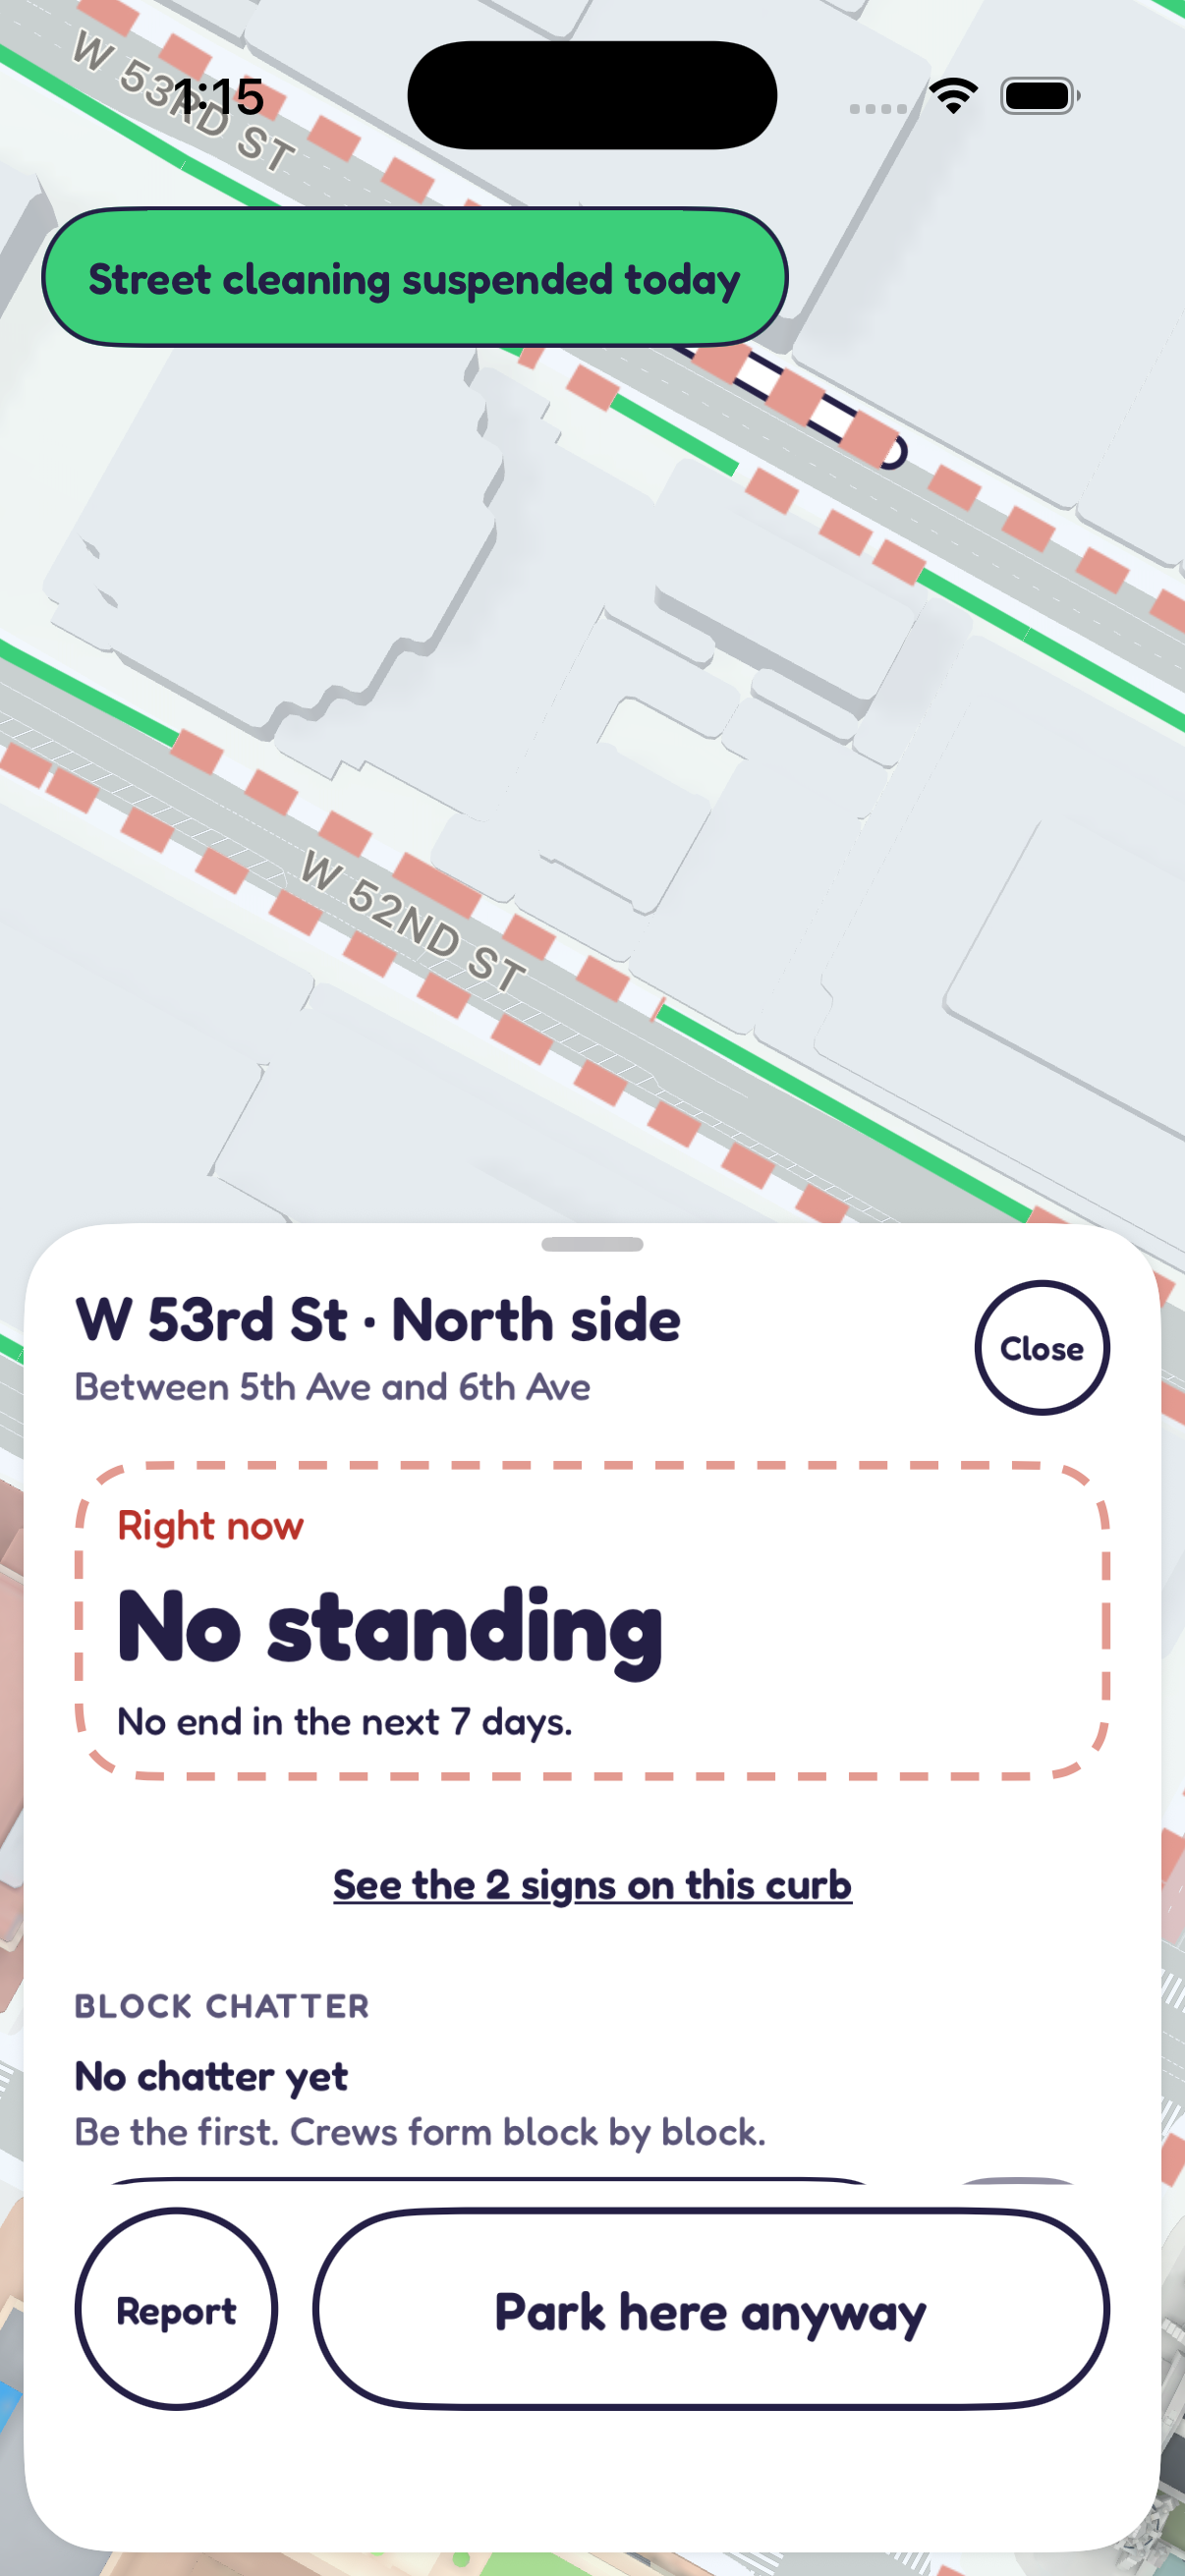 W 53RD ST
1:15
Street cleaning suspended today
W 52ND ST
W 53rd St · North side
Close
Between 5th Ave and 6th Ave
Right now
No standing
No end in the next 7 days.
See the 2 signs on this curb
BLOCK CHATTER
No chatter yet
Be the first. Crews form block by block.
Report
Park here anyway